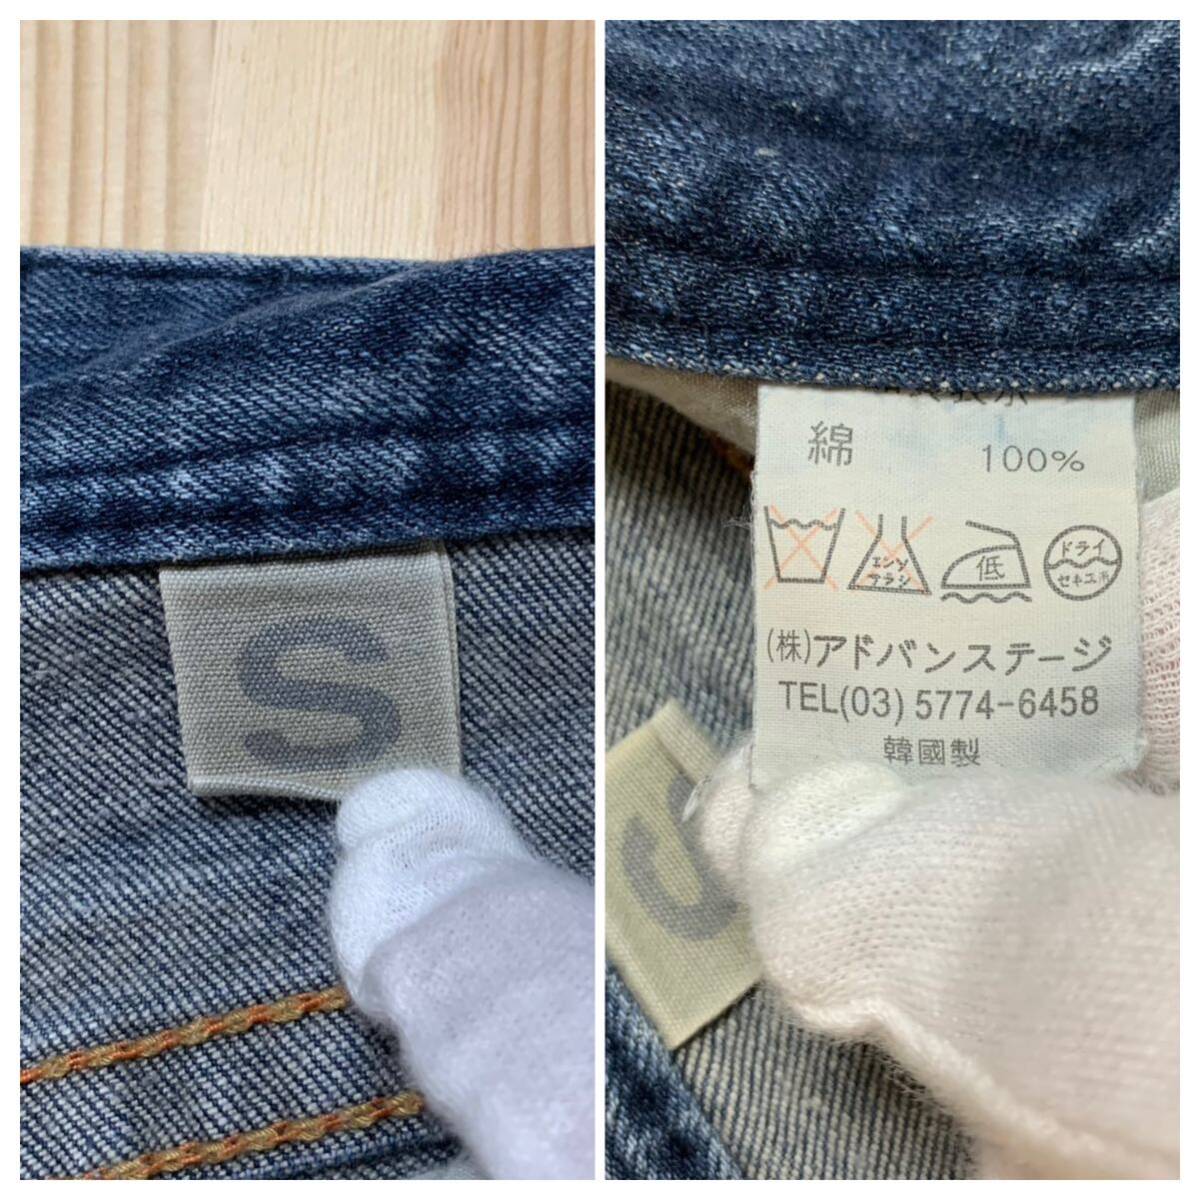 S
綿 100%
エンソ
サラシ
低
ドライ
セキユ系
(株)アドバンステージ
TEL(03) 5774-6458
韓國製
S